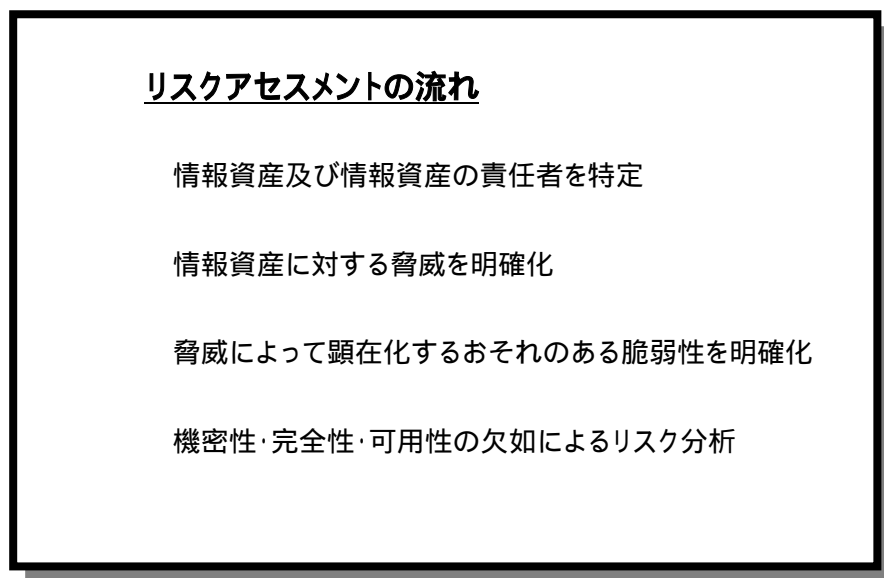 リスクアセスメントの流れ
情報資産及び情報資産の責任者を特定
情報資産に対する脅威を明確化
脅威によって顕在化するおそれのある脆弱性を明確化
機密性･完全性･可用性の欠如によるリスク分析